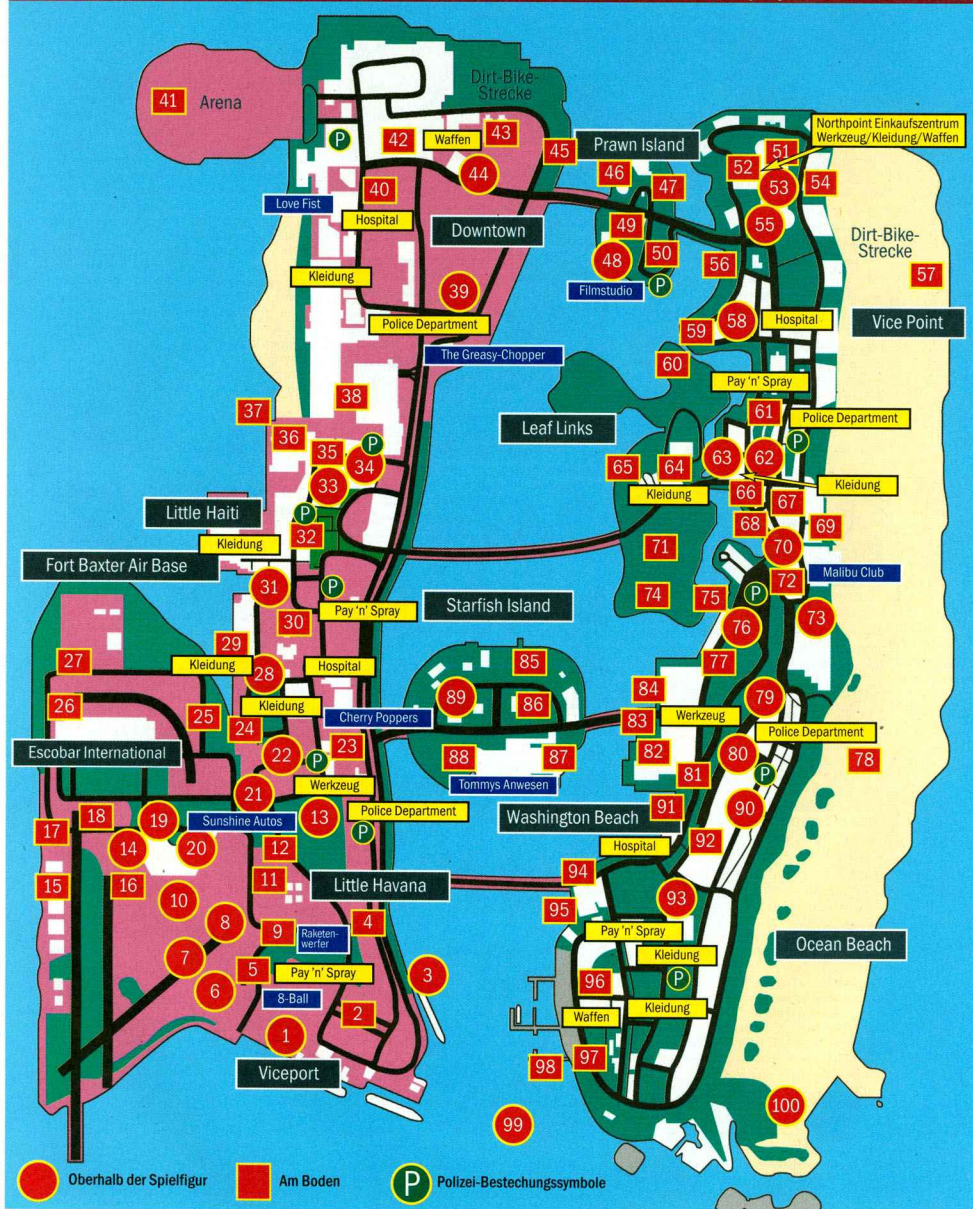 Dirt-Bike-
Strecke
41
Arena
P
42
Waffen
43
44
45
Prawn Island
Northpoint Einkaufszentrum
Werkzeug/Kleidung/Waffen
51
52
53
54
46
47
40
Love Fist
Hospital
Downtown
49
55
48
50
56
Dirt-Bike-
Strecke
57
Kleidung
39
Filmstudio
P
Police Department
58
Hospital
59
Vice Point
The Greasy-Chopper
60
Pay 'n' Spray
38
37
61
Police Department
36
P
Leaf Links
P
35
34
65
64
63
62
33
Kleidung
66
Kleidung
67
Little Haiti
P
68
69
32
Kleidung
71
70
Fort Baxter Air Base
Malibu Club
31
P
72
74
75
P
Pay 'n' Spray
Starfish Island
73
30
76
29
27
Kleidung
Hospital
85
77
28
89
84
26
Kleidung
86
79
25
Cherry Poppers
83
Werkzeug
24
23
Police Department
Escobar International
22
P
88
87
82
80
78
Werkzeug
Tommys Anwesen
81
P
21
91
90
18
19
Sunshine Autos
13
Police Department
Washington Beach
17
P
14
20
12
Hospital
92
15
16
11
Little Havana
94
10
93
95
8
9
Raketen-
werfer
4
Pay 'n' Spray
7
Ocean Beach
5
Pay 'n' Spray
3
Kleidung
6
96
P
8-Ball
2
Waffen
Kleidung
1
98
97
Viceport
99
100
Oberhalb der Spielfigur
Am Boden
P
Polizei-Bestechungssymbole